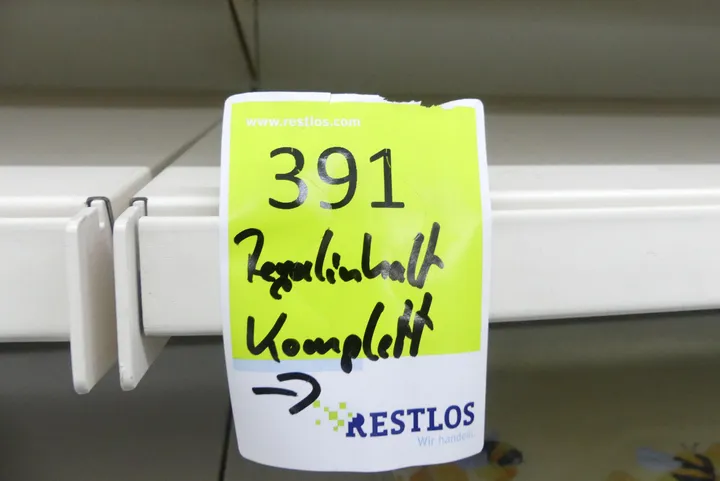 www.restlos.com
391
Regalinhalt
Komplett
→
RESTLOS
Wir handeln.